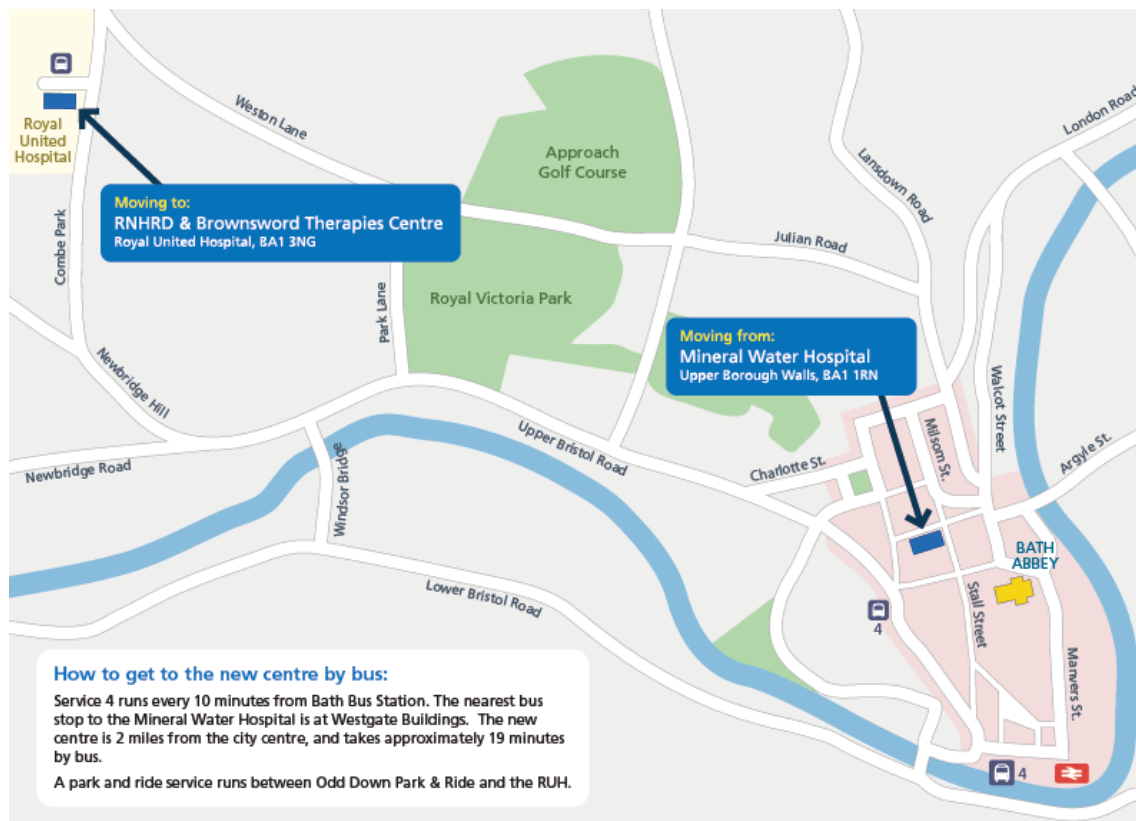 Royal
United
Hospital
Weston Lane
Approach
Golf Course
London Road
Lansdown Road
Moving to:
RNHRD & Brownsword Therapies Centre
Royal United Hospital, BA1 3NG
Combe Park
Julian Road
Park Lane
Royal Victoria Park
Moving from:
Mineral Water Hospital
Upper Borough Walls, BA1 1RN
Newbridge Hill
Walcot Street
Milsom St.
Upper Bristol Road
Argyle St.
Newbridge Road
Windsor Bridge
Charlotte St.
BATH
ABBEY
Lower Bristol Road
4
Stall Street
Manvers St.
How to get to the new centre by bus:
Service 4 runs every 10 minutes from Bath Bus Station. The nearest bus
stop to the Mineral Water Hospital is at Westgate Buildings. The new
centre is 2 miles from the city centre, and takes approximately 19 minutes
by bus.
A park and ride service runs between Odd Down Park & Ride and the RUH.
4